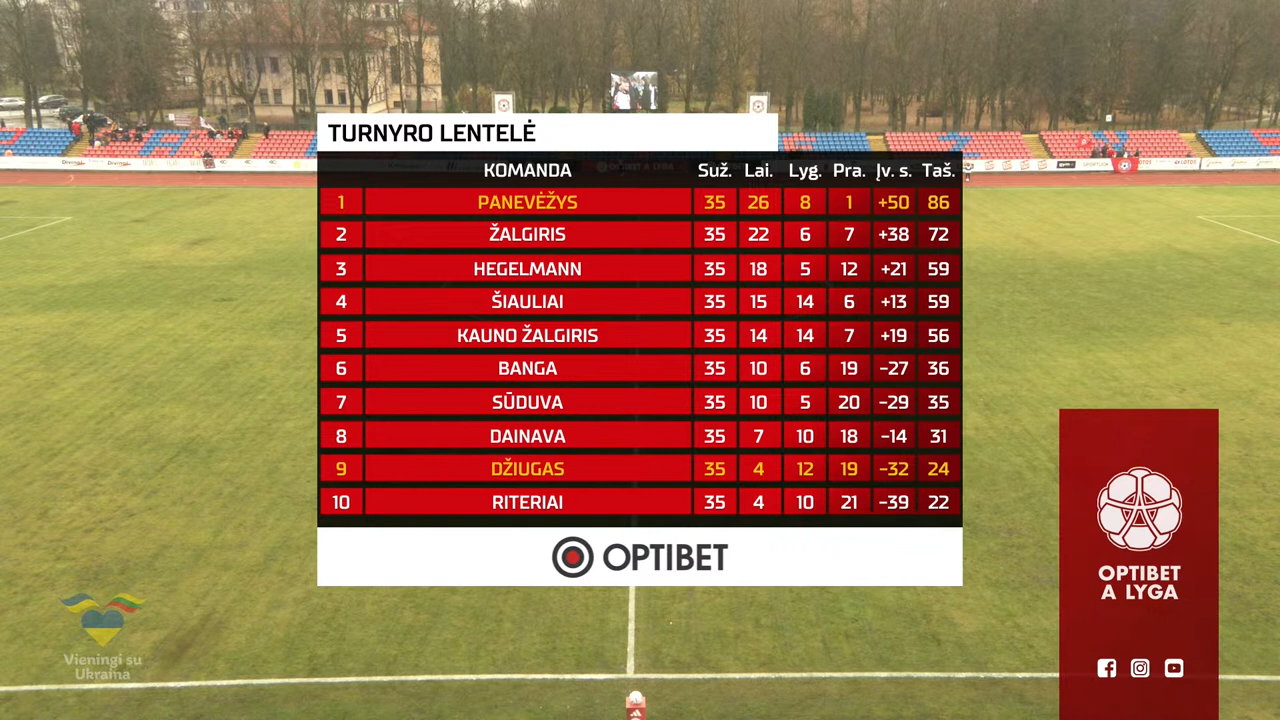 TURNYRO LENTELĖ
KOMANDA Suž. Lai. Lyg. Pra. Įv. s. Taš.
1 PANEVĖŽYS 35 26 8 1 +50 86
2 ŽALGIRIS 35 22 6 7 +38 72
3 HEGELMANN 35 18 5 12 +21 59
4 ŠIAULIAI 35 15 14 6 +13 59
5 KAUNO ŽALGIRIS 35 14 14 7 +19 56
6 BANGA 35 10 6 19 -27 36
7 SŪDUVA 35 10 5 20 -29 35
8 DAINAVA 35 7 10 18 -14 31
9 DŽIUGAS 35 4 12 19 -32 24
10 RITERIAI 35 4 10 21 -39 22
OPTIBET
OPTIBET
A LYGA
Vieningi su
Ukraina